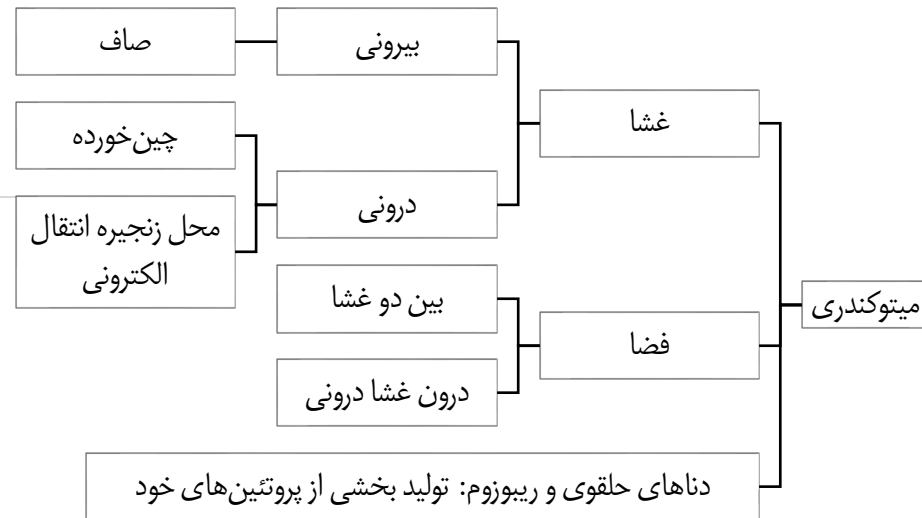 میتوکندری
غشا
بیرونی
صاف
درونی
چین‌خورده
محل زنجیره انتقال
الکترونی
فضا
بین دو غشا
درون غشا درونی
دناهای حلقوی و ریبوزوم: تولید بخشی از پروتئین‌های خود